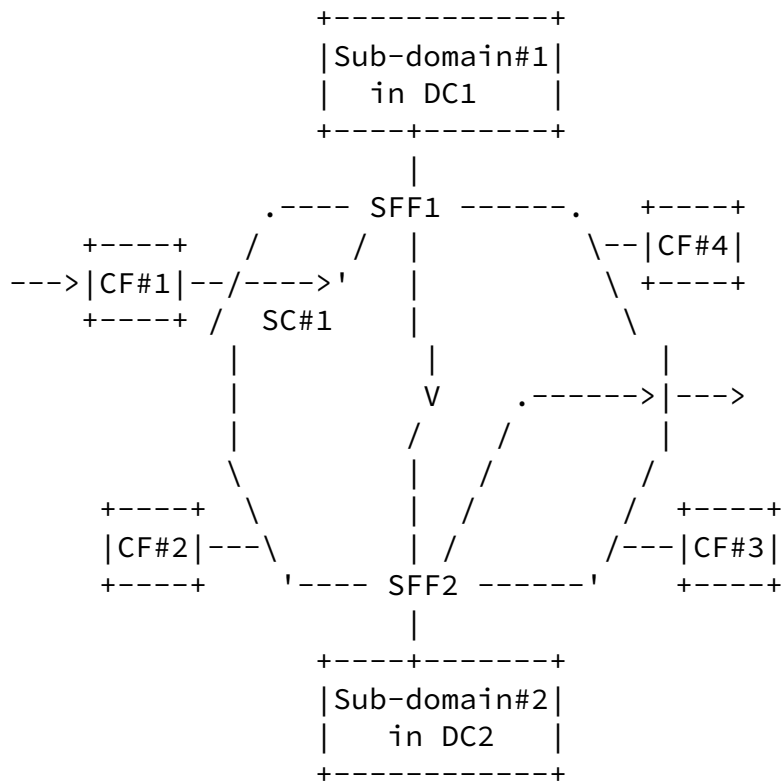 Sub-domain#1
in DC1
SFF1
CF#4
CF#1
SC#1
V
CF#2
CF#3
SFF2
Sub-domain#2
in DC2